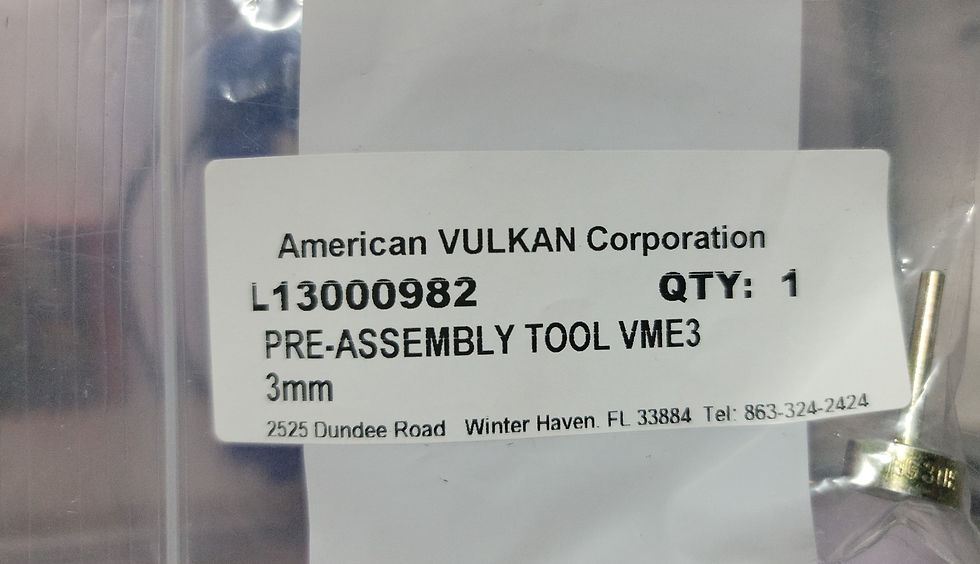 American VULKAN Corporation
L13000982 QTY: 1
PRE-ASSEMBLY TOOL VME3
3mm
2525 Dundee Road Winter Haven. FL 33884 Tel: 863-324-2424